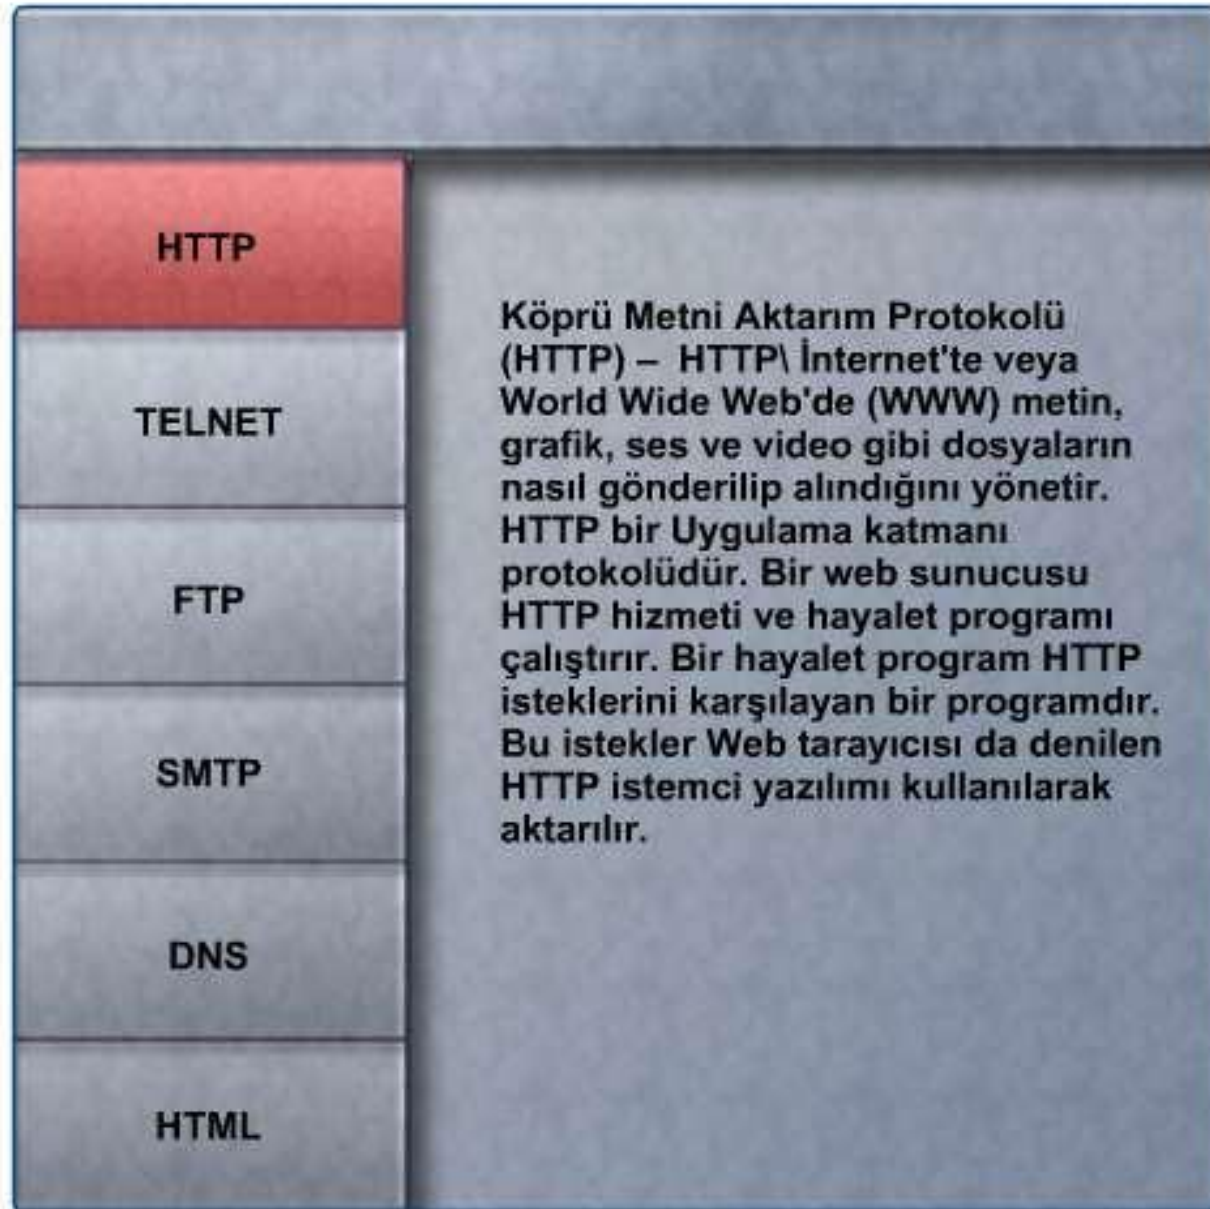 HTTP
TELNET
FTP
SMTP
DNS
HTML
Köprü Metni Aktarım Protokolü
(HTTP) – HTTP\ İnternet'te veya
World Wide Web'de (WWW) metin,
grafik, ses ve video gibi dosyaların
nasıl gönderilip alındığını yönetir.
HTTP bir Uygulama katmanı
protokolüdür. Bir web sunucusu
HTTP hizmeti ve hayalet programı
çalıştırır. Bir hayalet program HTTP
isteklerini karşılayan bir programdır.
Bu istekler Web tarayıcısı da denilen
HTTP istemci yazılımı kullanılarak
aktarılır.